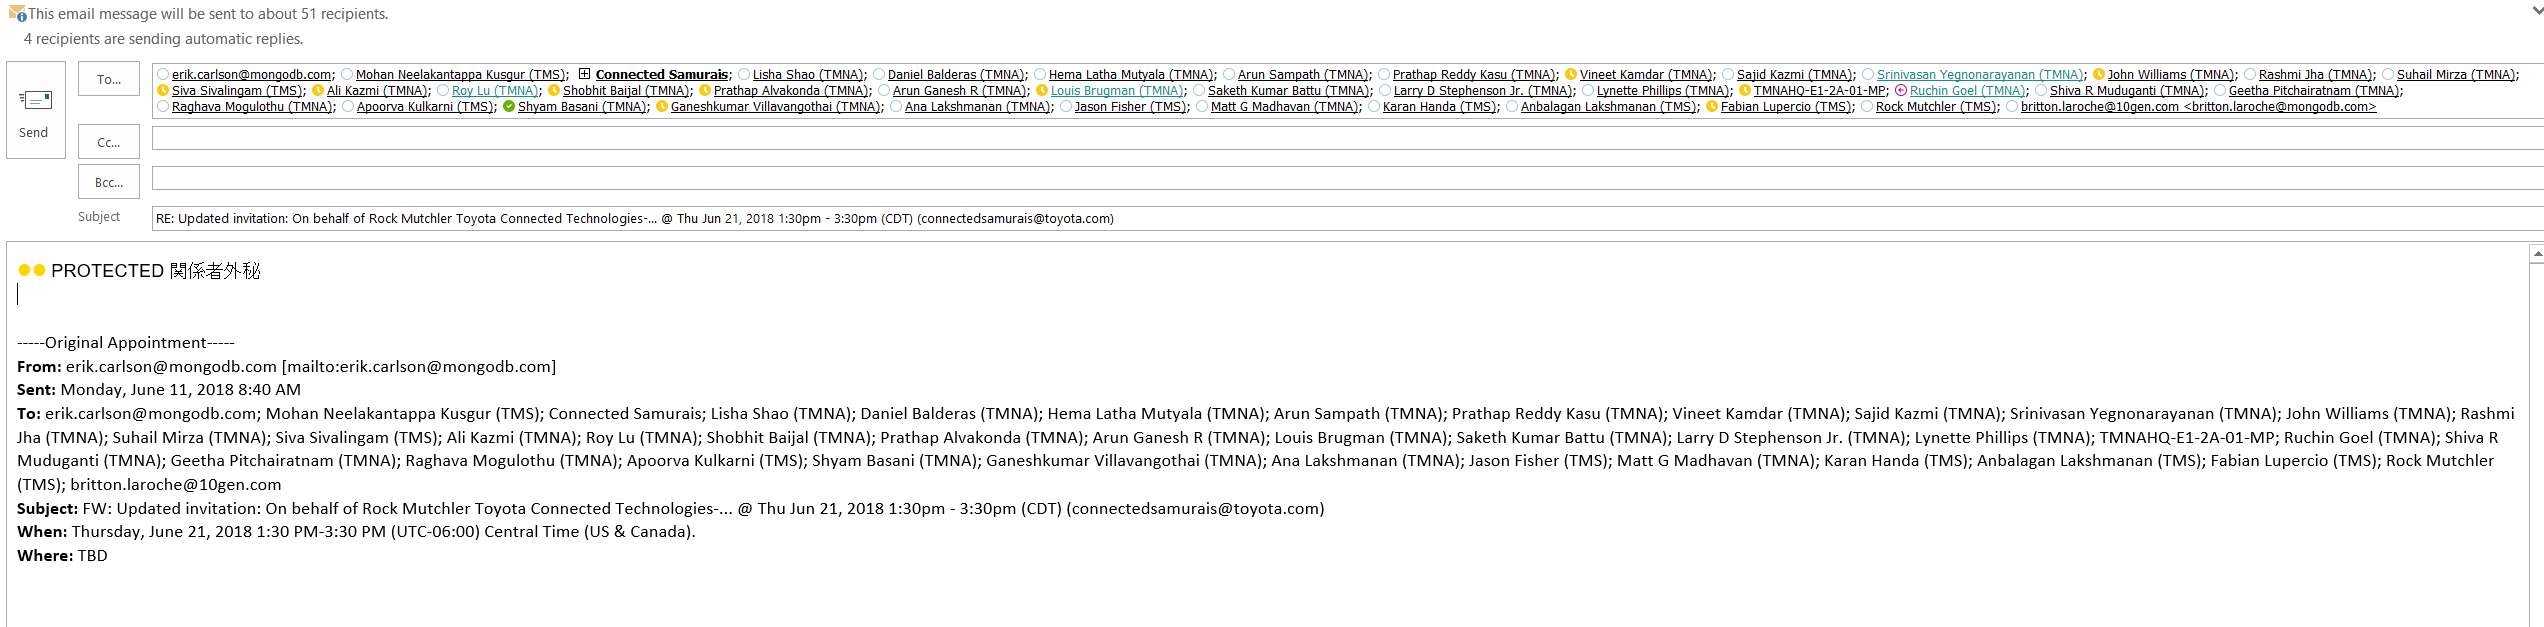 This email message will be sent to about 51 recipients.
4 recipients are sending automatic replies.
Send
To...
erik.carlson@mongodb.com; Mohan Neelakantappa Kusgur (TMS); Connected Samurais; Lisha Shao (TMNA); Daniel Balderas (TMNA); Hema Latha Mutyala (TMNA); Arun Sampath (TMNA); Prathap Reddy Kasu (TMNA); Vineet Kamdar (TMNA); Sajid Kazmi (TMNA); Srinivasan Yegnonarayanan (TMNA); John Williams (TMNA); Rashmi Jha (TMNA); Suhail Mirza (TMNA);
Siva Sivalingam (TMS); Ali Kazmi (TMNA); Roy Lu (TMNA); Shobhit Baijal (TMNA); Prathap Alvakonda (TMNA); Arun Ganesh R (TMNA); Louis Brugman (TMNA); Saketh Kumar Battu (TMNA); Larry D Stephenson Jr. (TMNA); Lynette Phillips (TMNA); TMNAHQ-E1-2A-01-MP; Ruchin Goel (TMNA); Shiva R Muduganti (TMNA); Geetha Pitchairatnam (TMNA);
Raghava Mogulothu (TMNA); Apoorva Kulkarni (TMS); Shyam Basani (TMNA); Ganeshkumar Villavangothai (TMNA); Ana Lakshmanan (TMNA); Jason Fisher (TMS); Matt G Madhavan (TMNA); Karan Handa (TMS); Anbalagan Lakshmanan (TMS); Fabian Lupercio (TMS); Rock Mutchler (TMS); britton.laroche@10gen.com <britton.laroche@mongodb.com>
Cc...
Bcc...
Subject
RE: Updated invitation: On behalf of Rock Mutchler Toyota Connected Technologies-... @ Thu Jun 21, 2018 1:30pm - 3:30pm (CDT) (connectedsamurais@toyota.com)
PROTECTED 関係者外秘
-----Original Appointment-----
From: erik.carlson@mongodb.com [mailto:erik.carlson@mongodb.com]
Sent: Monday, June 11, 2018 8:40 AM
To: erik.carlson@mongodb.com; Mohan Neelakantappa Kusgur (TMS); Connected Samurais; Lisha Shao (TMNA); Daniel Balderas (TMNA); Hema Latha Mutyala (TMNA); Arun Sampath (TMNA); Prathap Reddy Kasu (TMNA); Vineet Kamdar (TMNA); Sajid Kazmi (TMNA); Srinivasan Yegnonarayanan (TMNA); John Williams (TMNA); Rashmi
Jha (TMNA); Suhail Mirza (TMNA); Siva Sivalingam (TMS); Ali Kazmi (TMNA); Roy Lu (TMNA); Shobhit Baijal (TMNA); Prathap Alvakonda (TMNA); Arun Ganesh R (TMNA); Louis Brugman (TMNA); Saketh Kumar Battu (TMNA); Larry D Stephenson Jr. (TMNA); Lynette Phillips (TMNA); TMNAHQ-E1-2A-01-MP; Ruchin Goel (TMNA); Shiva R
Muduganti (TMNA); Geetha Pitchairatnam (TMNA); Raghava Mogulothu (TMNA); Apoorva Kulkarni (TMS); Shyam Basani (TMNA); Ganeshkumar Villavangothai (TMNA); Ana Lakshmanan (TMNA); Jason Fisher (TMS); Matt G Madhavan (TMNA); Karan Handa (TMS); Anbalagan Lakshmanan (TMS); Fabian Lupercio (TMS); Rock Mutchler
(TMS); britton.laroche@10gen.com
Subject: FW: Updated invitation: On behalf of Rock Mutchler Toyota Connected Technologies-... @ Thu Jun 21, 2018 1:30pm - 3:30pm (CDT) (connectedsamurais@toyota.com)
When: Thursday, June 21, 2018 1:30 PM-3:30 PM (UTC-06:00) Central Time (US & Canada).
Where: TBD